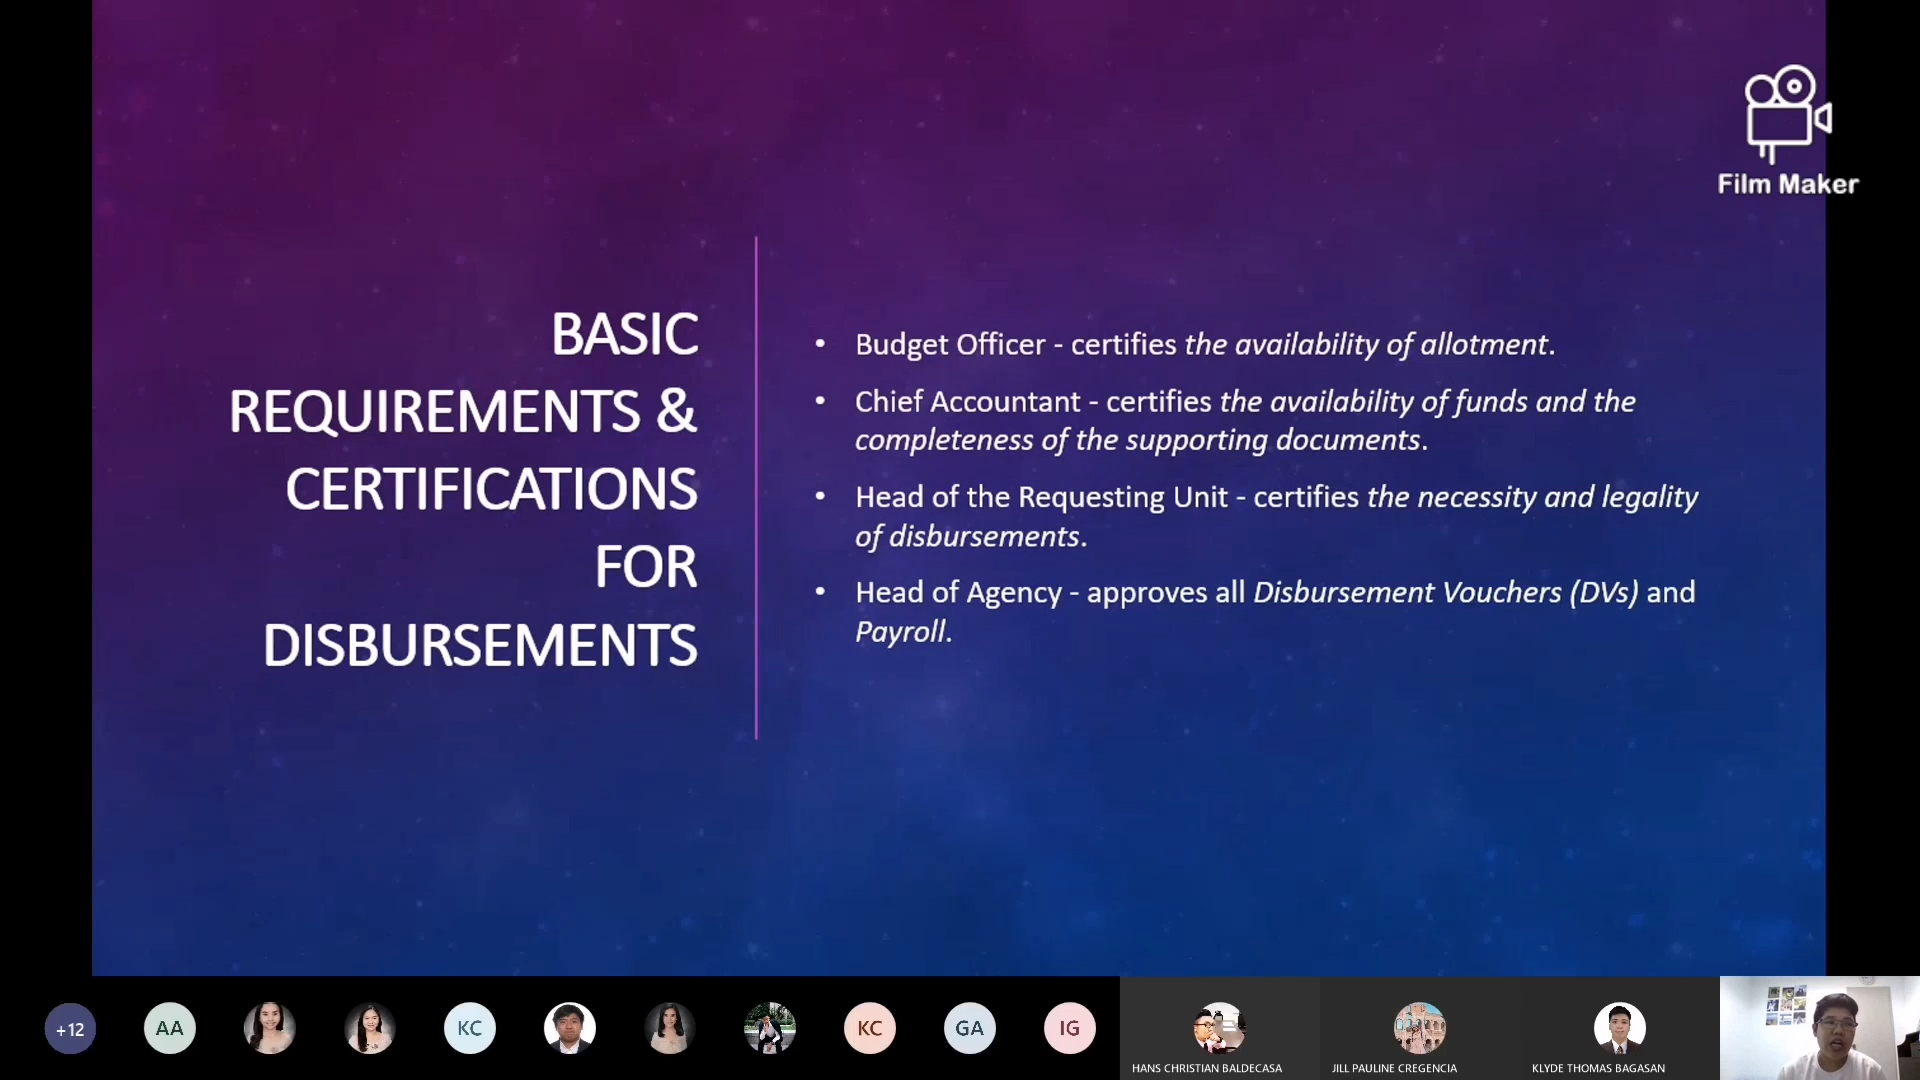 Film Maker
BASIC
REQUIREMENTS &
CERTIFICATIONS
FOR
DISBURSEMENTS
• Budget Officer - certifies the availability of allotment.
• Chief Accountant - certifies the availability of funds and the
completeness of the supporting documents.
• Head of the Requesting Unit - certifies the necessity and legality
of disbursements.
• Head of Agency - approves all Disbursement Vouchers (DVs) and
Payroll.
+12
AA
KC
KC
GA
IG
HANS CHRISTIAN BALDECASA
JILL PAULINE CREGENCIA
KLYDE THOMAS BAGASAN